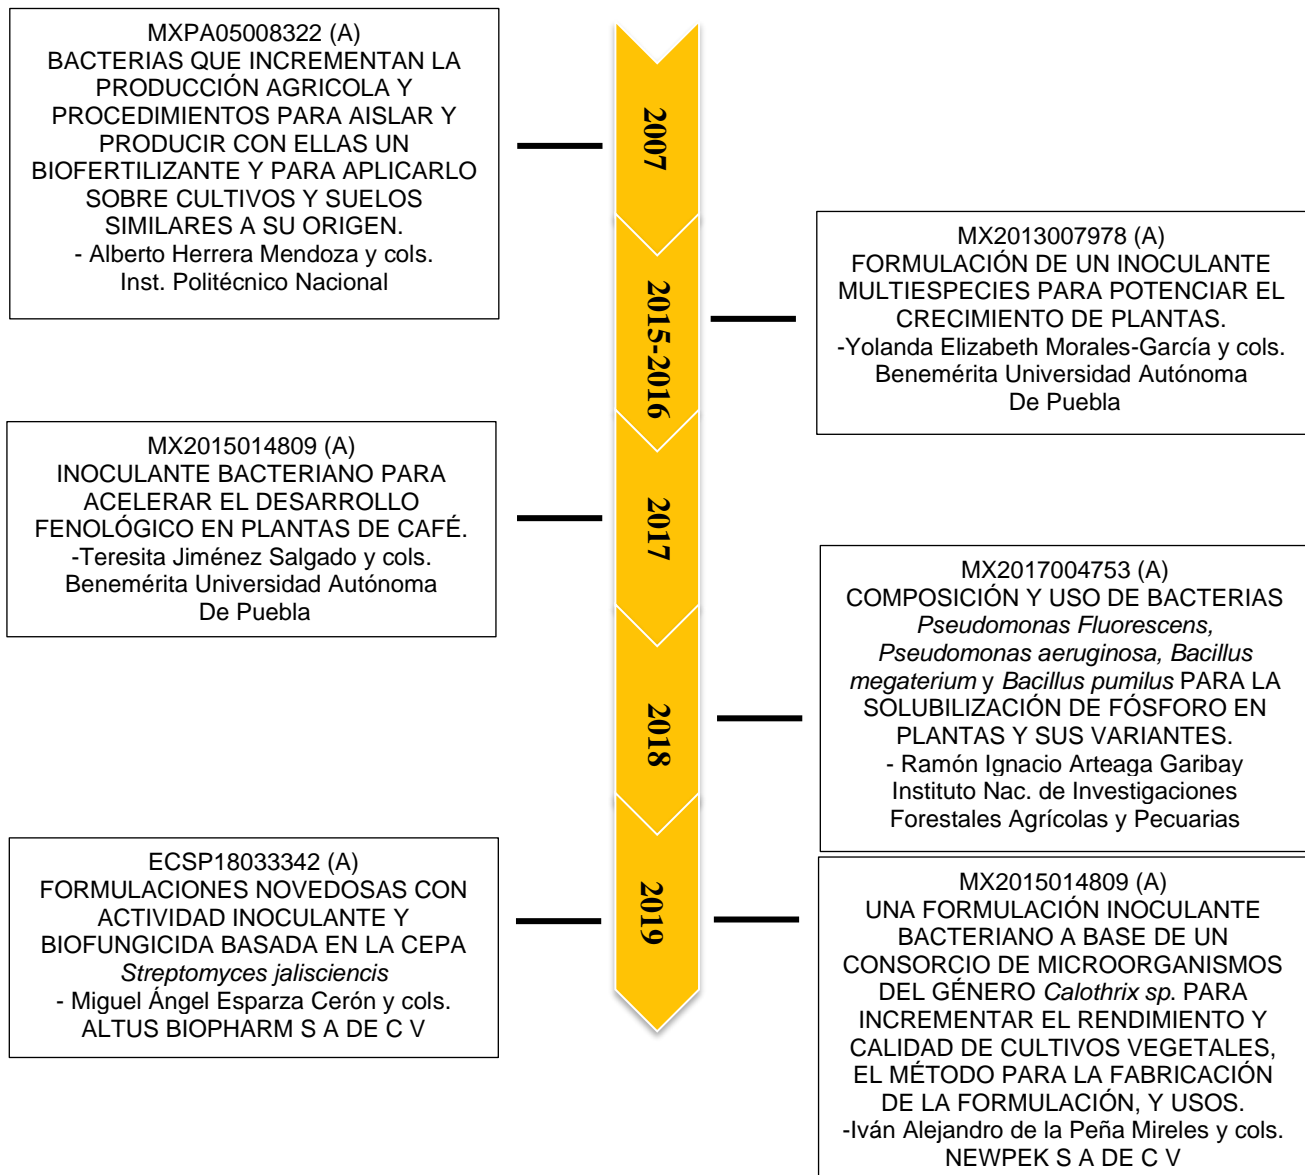 MXPA05008322 (A)
BACTERIAS QUE INCREMENTAN LA
PRODUCCIÓN AGRICOLA Y
PROCEDIMIENTOS PARA AISLAR Y
PRODUCIR CON ELLAS UN
BIOFERTILIZANTE Y PARA APLICARLO
SOBRE CULTIVOS Y SUELOS
SIMILARES A SU ORIGEN.
- Alberto Herrera Mendoza y cols.
Inst. Politécnico Nacional
2007
MX2013007978 (A)
FORMULACIÓN DE UN INOCULANTE
MULTIESPECIES PARA POTENCIAR EL
CRECIMIENTO DE PLANTAS.
-Yolanda Elizabeth Morales-García y cols.
Benemérita Universidad Autónoma
De Puebla
2015-2016
MX2015014809 (A)
INOCULANTE BACTERIANO PARA
ACELERAR EL DESARROLLO
FENOLÓGICO EN PLANTAS DE CAFÉ.
-Teresita Jiménez Salgado y cols.
Benemérita Universidad Autónoma
De Puebla
2017
MX2017004753 (A)
COMPOSICIÓN Y USO DE BACTERIAS
Pseudomonas Fluorescens,
Pseudomonas aeruginosa, Bacillus
megaterium y Bacillus pumilus PARA LA
SOLUBILIZACIÓN DE FÓSFORO EN
PLANTAS Y SUS VARIANTES.
- Ramón Ignacio Arteaga Garibay
Instituto Nac. de Investigaciones
Forestales Agrícolas y Pecuarias
2018
ECSP18033342 (A)
FORMULACIONES NOVEDOSAS CON
ACTIVIDAD INOCULANTE Y
BIOFUNGICIDA BASADA EN LA CEPA
Streptomyces jalisciencis
- Miguel Ángel Esparza Cerón y cols.
ALTUS BIOPHARM S A DE C V
2019
MX2015014809 (A)
UNA FORMULACIÓN INOCULANTE
BACTERIANO A BASE DE UN
CONSORCIO DE MICROORGANISMOS
DEL GÉNERO Calothrix sp. PARA
INCREMENTAR EL RENDIMIENTO Y
CALIDAD DE CULTIVOS VEGETALES,
EL MÉTODO PARA LA FABRICACIÓN
DE LA FORMULACIÓN, Y USOS.
-Iván Alejandro de la Peña Mireles y cols.
NEWPEK S A DE C V